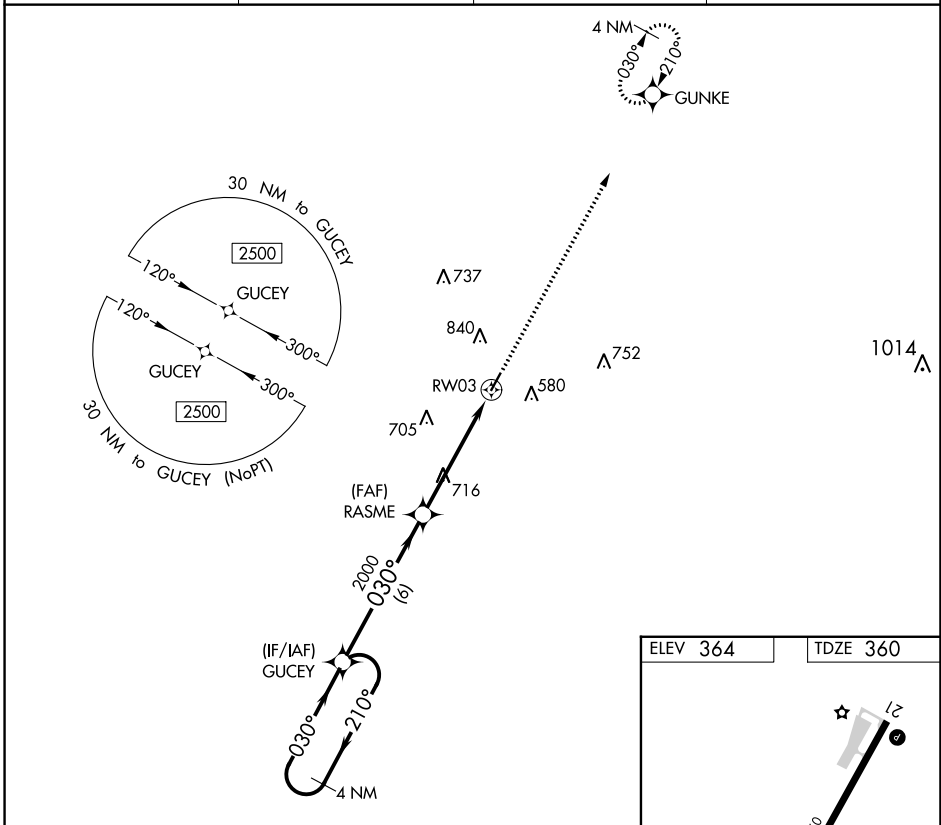 4 NM
030°
210°
GUNKE
30 NM to GUCEY
2500
120°
GUCEY
300°
120°
GUCEY
300°
2500
30 NM to GUCEY (NoPT)
737
840
752
1014
RW03
580
705
716
(FAF)
RASME
2000
030°
(6)
(IF/IAF)
GUCEY
030°
210°
4 NM
ELEV 364
TDZE 360
21